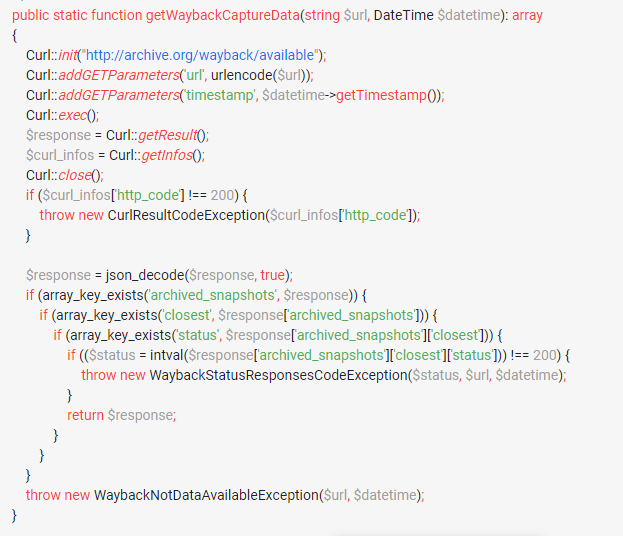 public static function getWaybackCaptureData(string $url, DateTime $datetime): array
{
Curl::init("http://archive.org/wayback/available");
Curl::addGETParameters('url', urlencode($url));
Curl::addGETParameters('timestamp', $datetime->getTimestamp());
Curl::exec();
$response = Curl::getResult();
$curl_infos = Curl::getInfos();
Curl::close();
if ($curl_infos['http_code'] !== 200) {
throw new CurlResultCodeException($curl_infos['http_code']);
}
$response = json_decode($response, true);
if (array_key_exists('archived_snapshots', $response)) {
if (array_key_exists('closest', $response['archived_snapshots'])) {
if (array_key_exists('status', $response['archived_snapshots']['closest'])) {
if (($status = intval($response['archived_snapshots']['closest']['status'])) !== 200) {
throw new WaybackStatusResponsesCodeException($status, $url, $datetime);
}
return $response;
}
}
}
throw new WaybackNotDataAvailableException($url, $datetime);
}